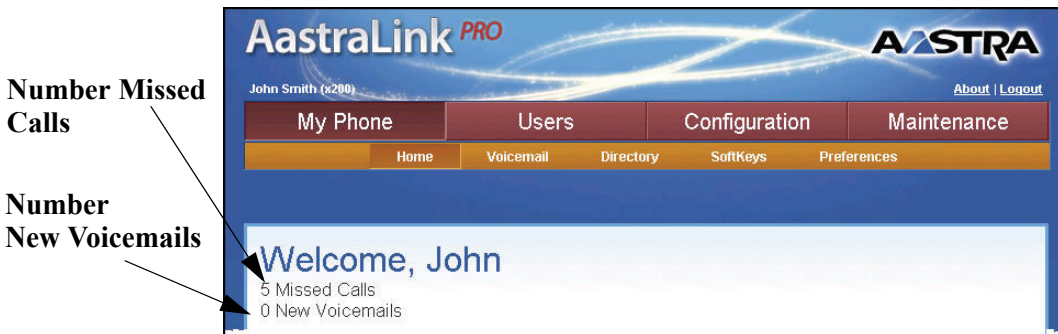 AastraLink PRO
AASTRA
John Smith (x200)
About | Logout
Number Missed
Calls
My Phone Users Configuration Maintenance
Home Voicemail Directory SoftKeys Preferences
Number
New Voicemails
Welcome, John
5 Missed Calls
0 New Voicemails